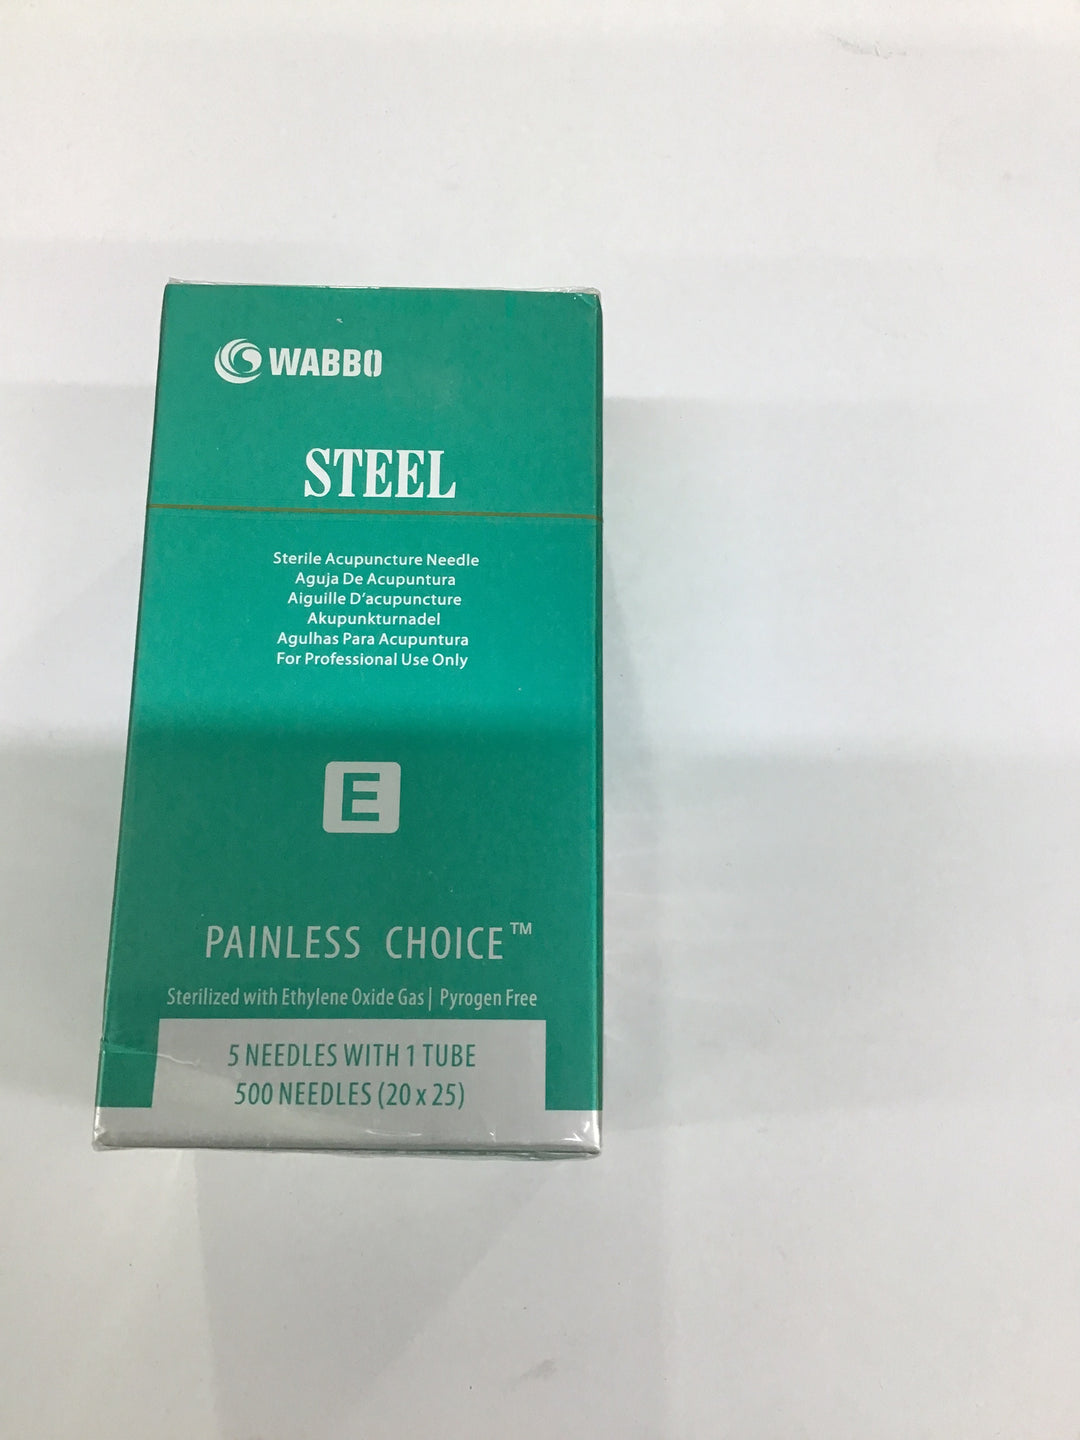 WABBO
STEEL
Sterile Acupuncture Needle
Aguja De Acupuntura
Aiguille D'acupuncture
Akupunkturnadel
Agulhas Para Acupuntura
For Professional Use Only
E
PAINLESS CHOICE™
Sterilized with Ethylene Oxide Gas| Pyrogen Free
5 NEEDLES WITH 1 TUBE
500 NEEDLES (20 x 25)